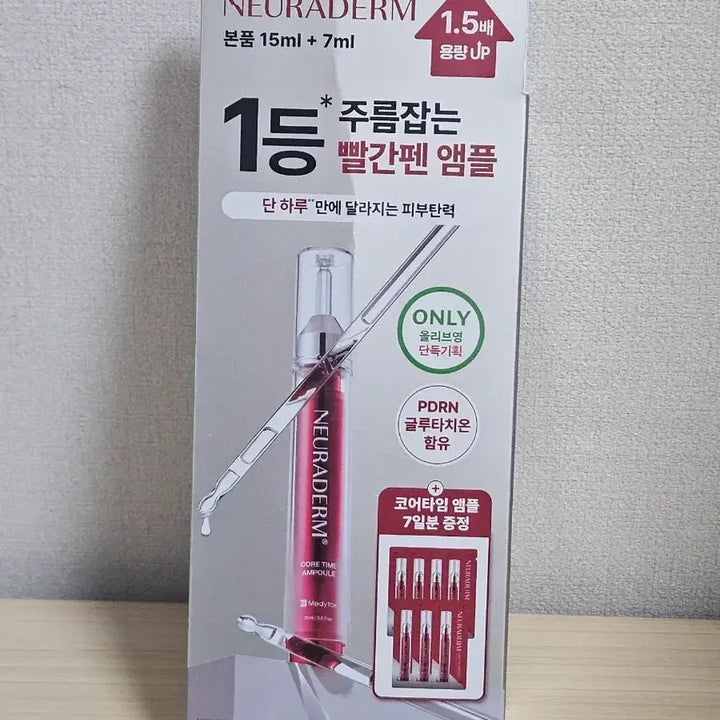 NEURADERM
본품 15ml + 7ml
1.5배
용량 UP
1등*
주름잡는
빨간펜 앰플
단 하루**만에 달라지는 피부탄력
ONLY
올리브영
단독기획
PDRN
글루타치온
함유
+
코어타임 앰플
7일분 증정
NEURADERM
NEURADERM
NEURADERM®
CORE TIME
AMPOULE
Medyfox